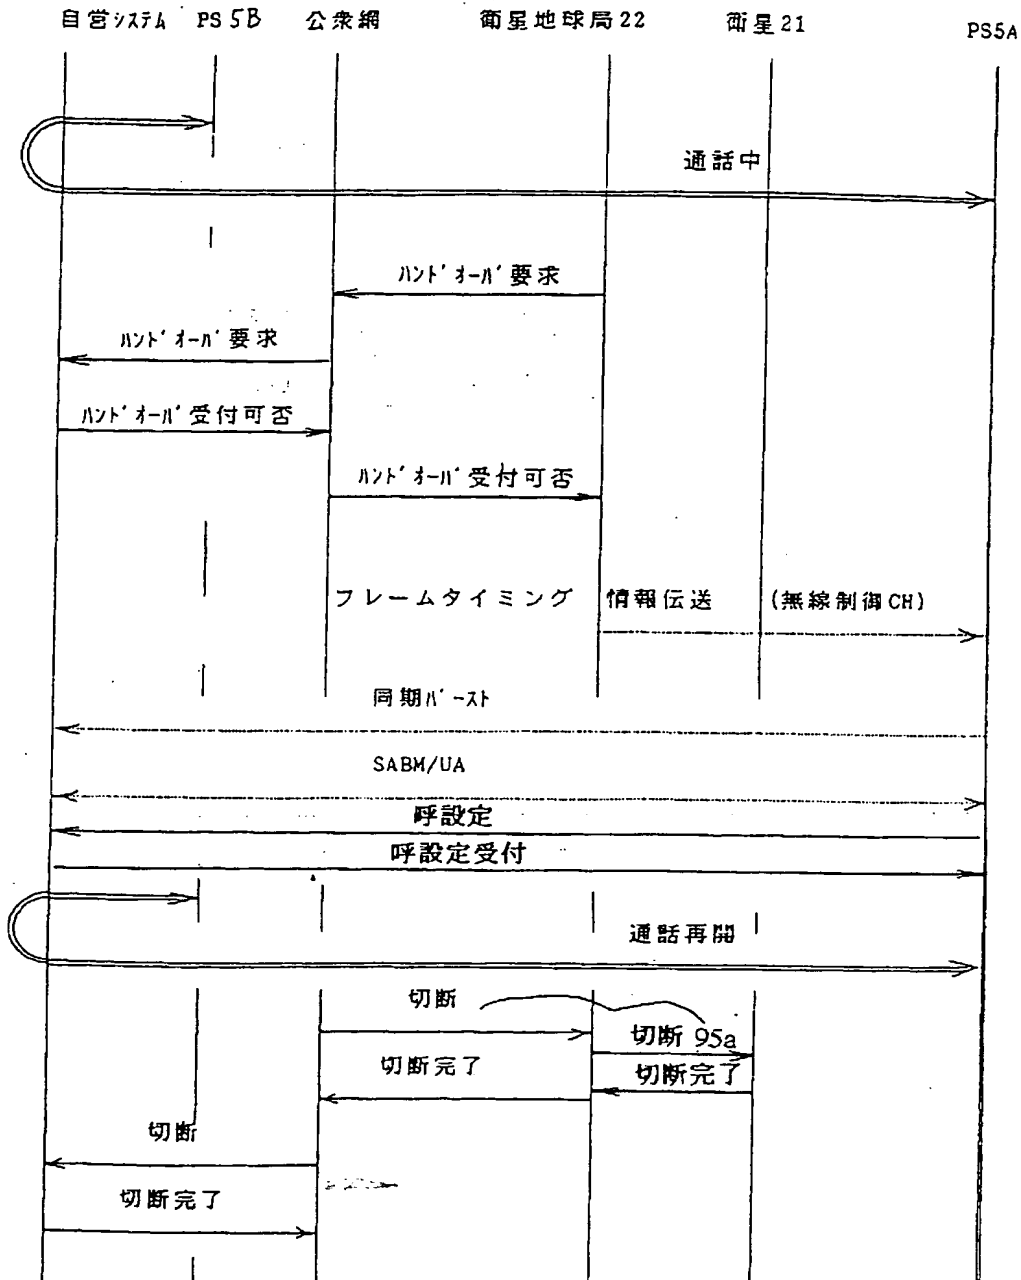 自営システム PS 5B 公衆網 衛星地球局22 衛星21 PS5A
通話中
ハンドオーバ要求
ハンドオーバ要求
ハンドオーバ受付可否
ハンドオーバ受付可否
フレームタイミング 情報伝送 (無線制御CH)
同期バースト
SABM/UA
呼設定
呼設定受付
通話再開
切断
切断 95a
切断完了
切断完了
切断
切断完了